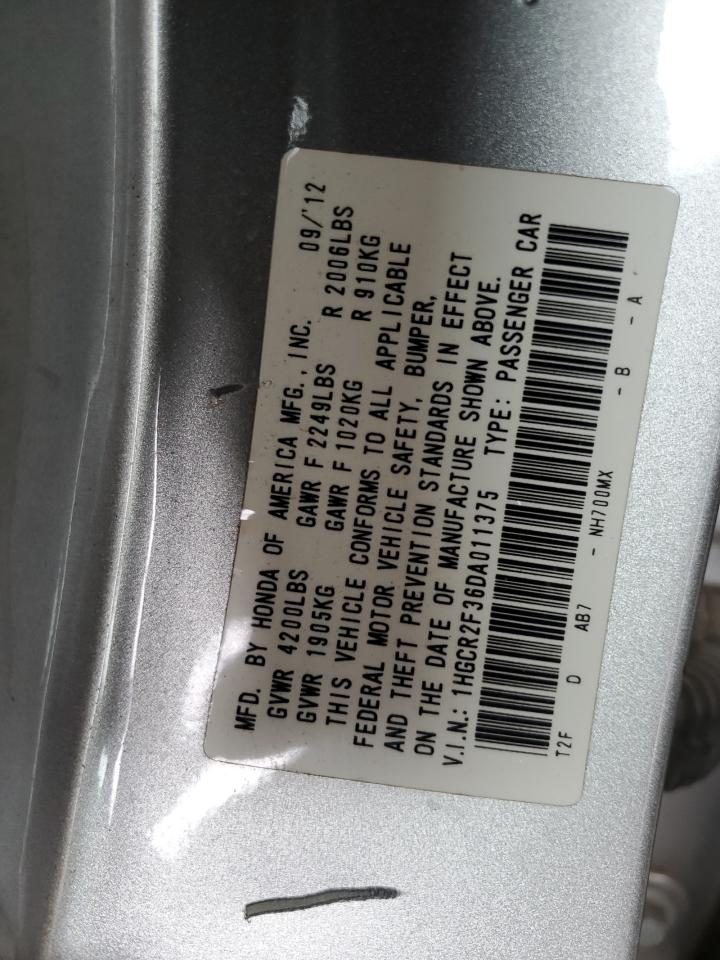 MFD. BY HONDA OF AMERICA MFG., INC. 09/'12
GVWR 4200LBS GAWR F 2249LBS R 2006LBS
GVWR 1905KG GAWR F 1020KG R 910KG
THIS VEHICLE CONFORMS TO ALL APPLICABLE
FEDERAL MOTOR VEHICLE SAFETY, BUMPER,
AND THEFT PREVENTION STANDARDS IN EFFECT
ON THE DATE OF MANUFACTURE SHOWN ABOVE.
V.I.N.: 1HGCR2F36DA011375 TYPE: PASSENGER CAR
T2F D AB7 - NH700MX - B - A